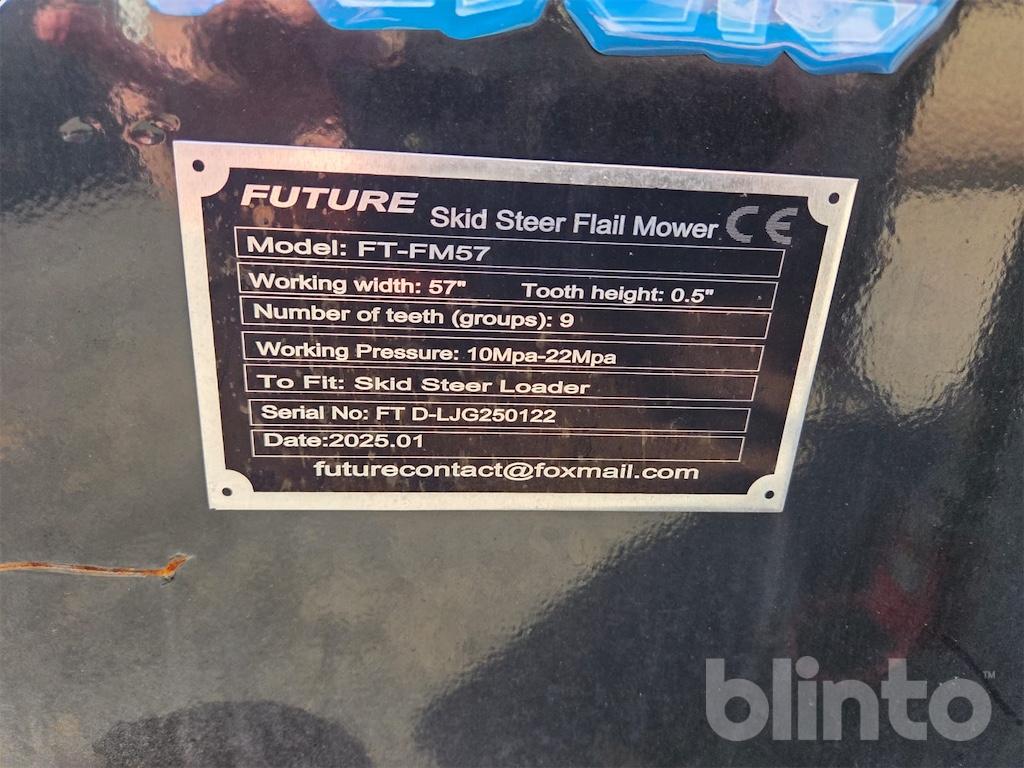 FUTURE Skid Steer Flail Mower CE
Model: FT-FM57
Working width: 57" Tooth height: 0.5"
Number of teeth (groups): 9
Working Pressure: 10Mpa-22Mpa
To Fit: Skid Steer Loader
Serial No: FT D-LJG250122
Date:2025.01
futurecontact@foxmail.com
blinto™